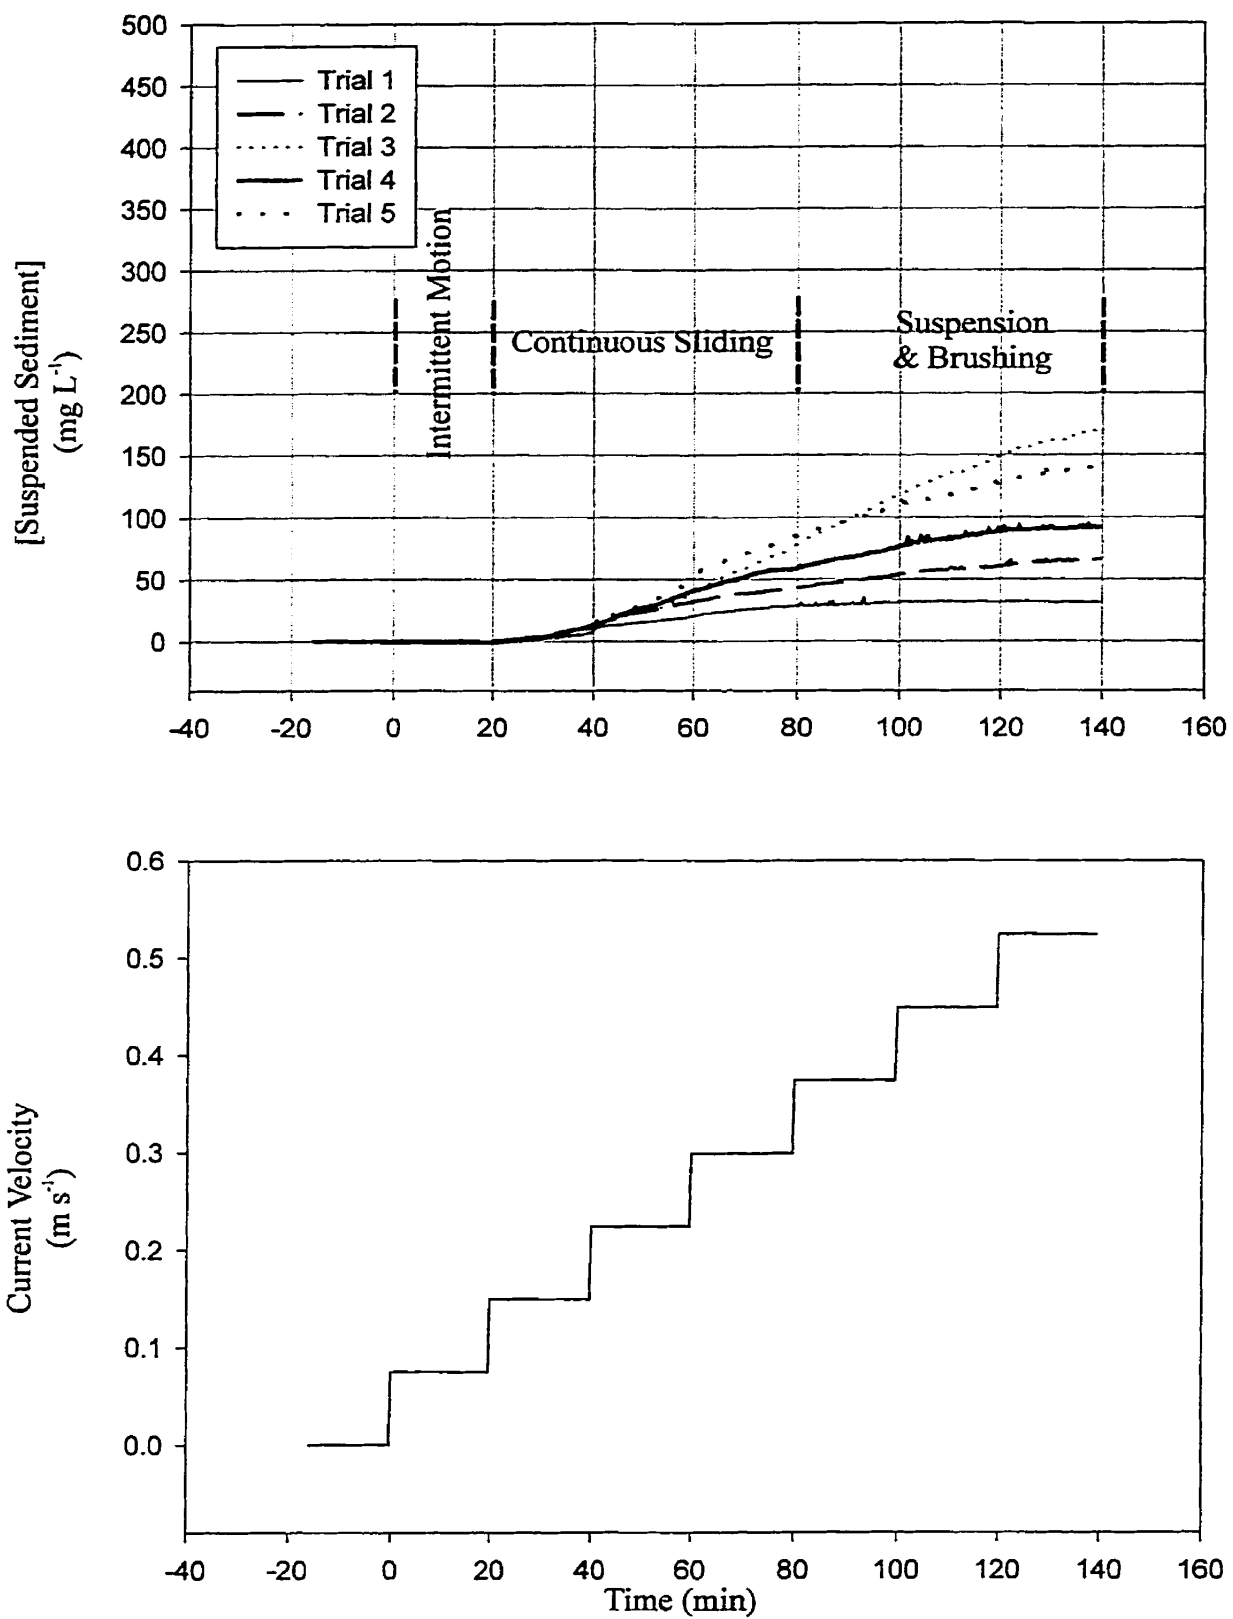 500
450
400
350
300
250
200
150
100
50
0
[Suspended Sediment]
(mg L⁻¹)
Trial 1
Trial 2
Trial 3
Trial 4
Trial 5
Intermittent Motion
Continuous Sliding
Suspension
& Brushing
-40 -20 0 20 40 60 80 100 120 140 160
0.6
0.5
0.4
0.3
0.2
0.1
0.0
Current Velocity
(m s⁻¹)
-40 -20 0 20 40 60 80 100 120 140 160
Time (min)